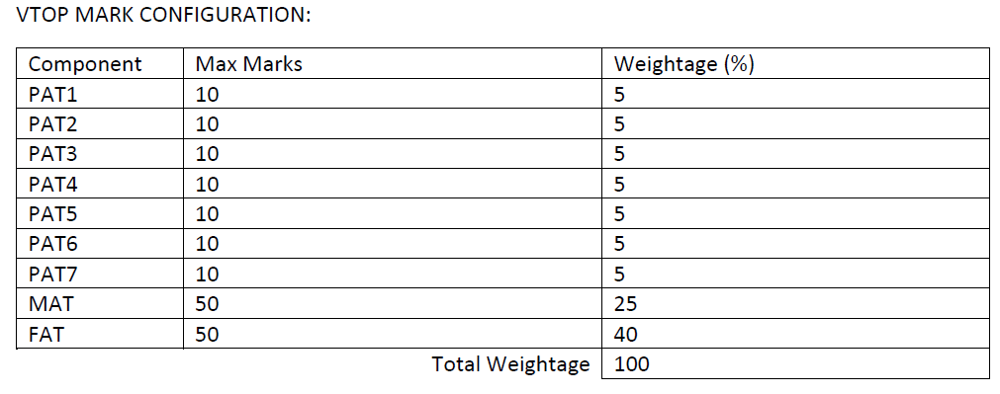 VTOP MARK CONFIGURATION:
Component Max Marks Weightage (%)
PAT1 10 5
PAT2 10 5
PAT3 10 5
PAT4 10 5
PAT5 10 5
PAT6 10 5
PAT7 10 5
MAT 50 25
FAT 50 40
Total Weightage 100